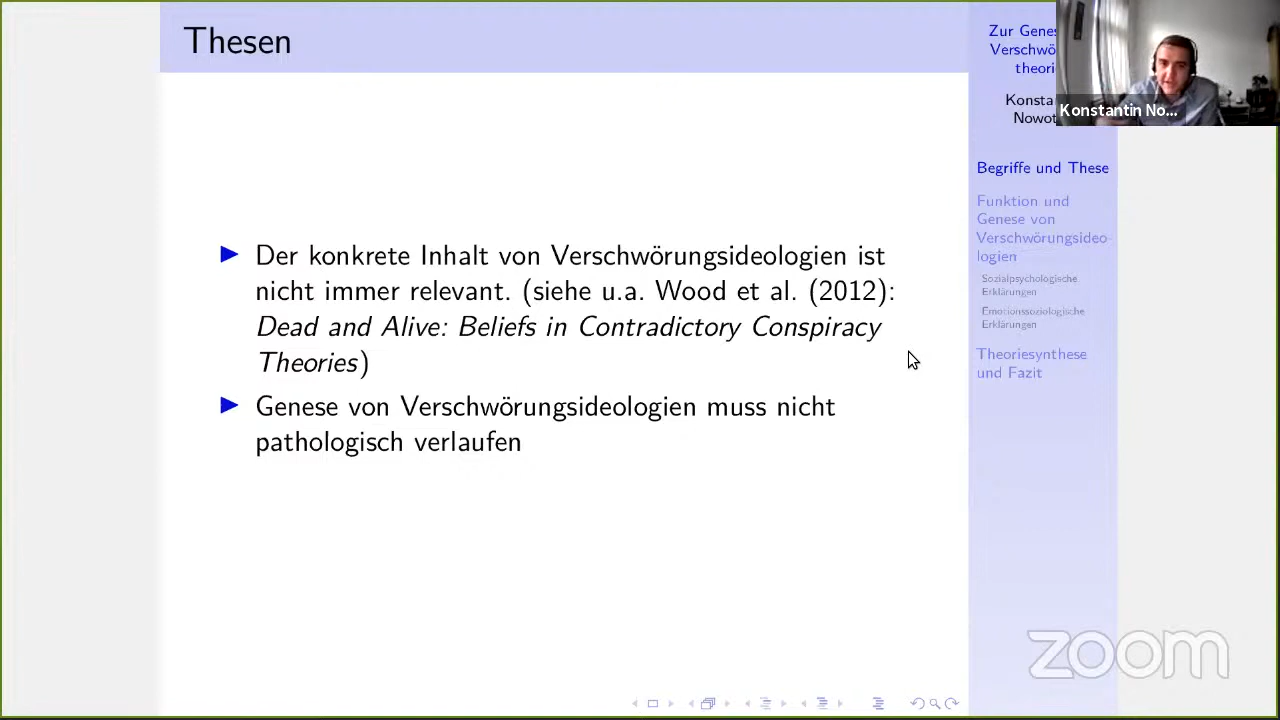 Thesen
Der konkrete Inhalt von Verschwörungsideologien ist
nicht immer relevant. (siehe u.a. Wood et al. (2012):
Dead and Alive: Beliefs in Contradictory Conspiracy
Theories)
Genese von Verschwörungsideologien muss nicht
pathologisch verlaufen
Zur Genes
Verschwö
theori
Konsta
Nowot
Konstantin No...
Begriffe und These
Funktion und
Genese von
Verschwörungsideo-
logien
Sozialpsychologische
Erklärungen
Emotionssoziologische
Erklärungen
Theoriesynthese
und Fazit
zoom